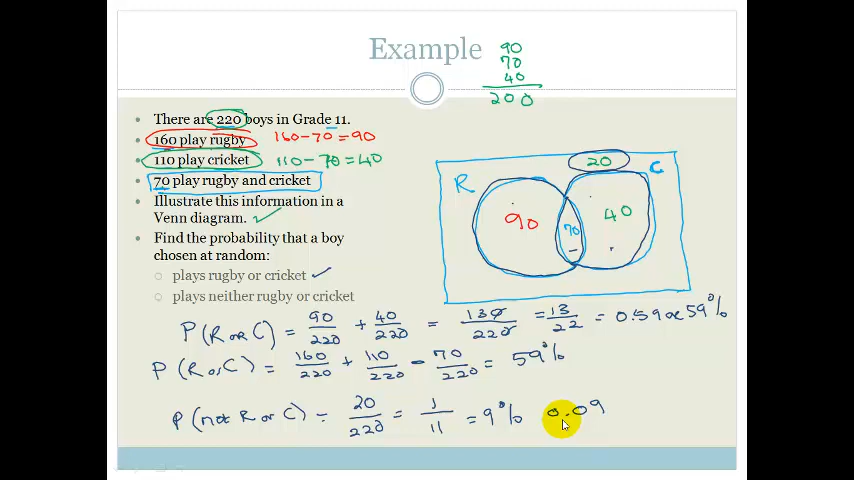 Example
90
70
40
200
There are 220 boys in Grade 11.
160 play rugby 160-70=90
110 play cricket 110-70=40
70 play rugby and cricket
Illustrate this information in a
Venn diagram. ✓
Find the probability that a boy
chosen at random:
plays rugby or cricket ✓
plays neither rugby or cricket
20
R C
90 70 40
P(R or C) = 90/220 + 40/220 = 130/220 = 13/22 = 0.59 or 59%
P(R or C) = 160/220 + 110/220 - 70/220 = 59%
P(not R or C) = 20/220 = 1/11 = 9% 0.09